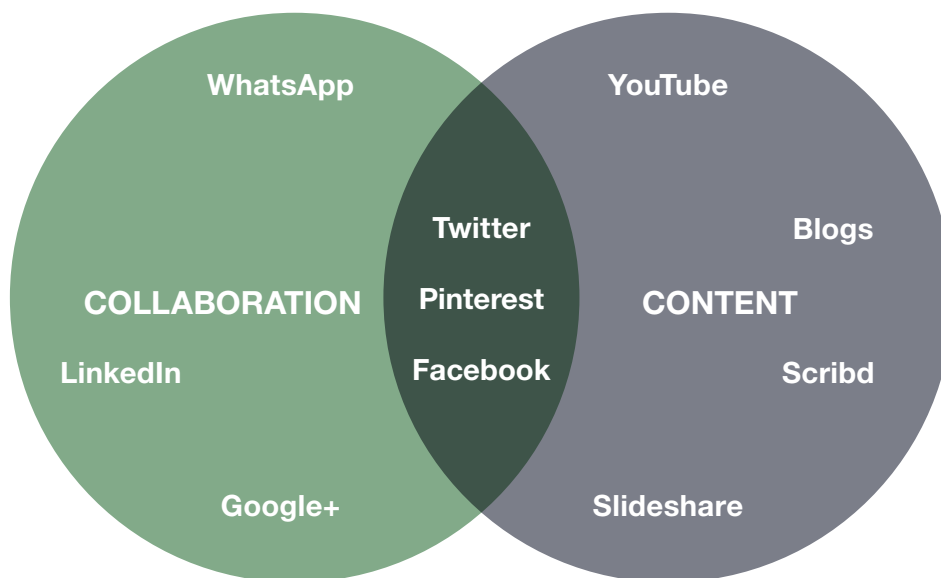 WhatsApp
YouTube
Twitter
Blogs
COLLABORATION
Pinterest
CONTENT
LinkedIn
Facebook
Scribd
Google+
Slideshare